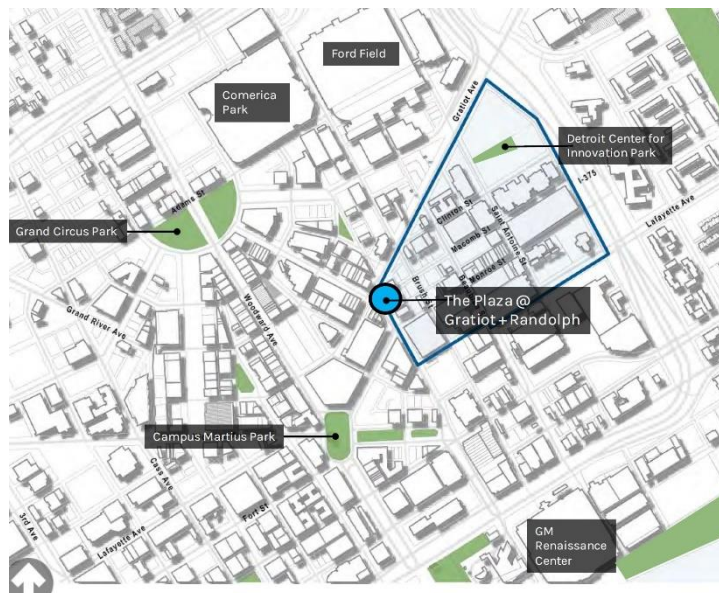 Ford Field
Comerica
Park
Gratiot Ave
Detroit Center for
Innovation Park
I-375
Adams St
Grand Circus Park
Clinton St
Saint Antoine St
Macomb St
Lafayette Ave
Monroe St
Brush
The Plaza @
Gratiot + Randolph
Grand River Ave
Woodward Ave
Campus Martius Park
Cass Ave
Fort St
3rd Ave
Lafayette Ave
GM
Renaissance
Center